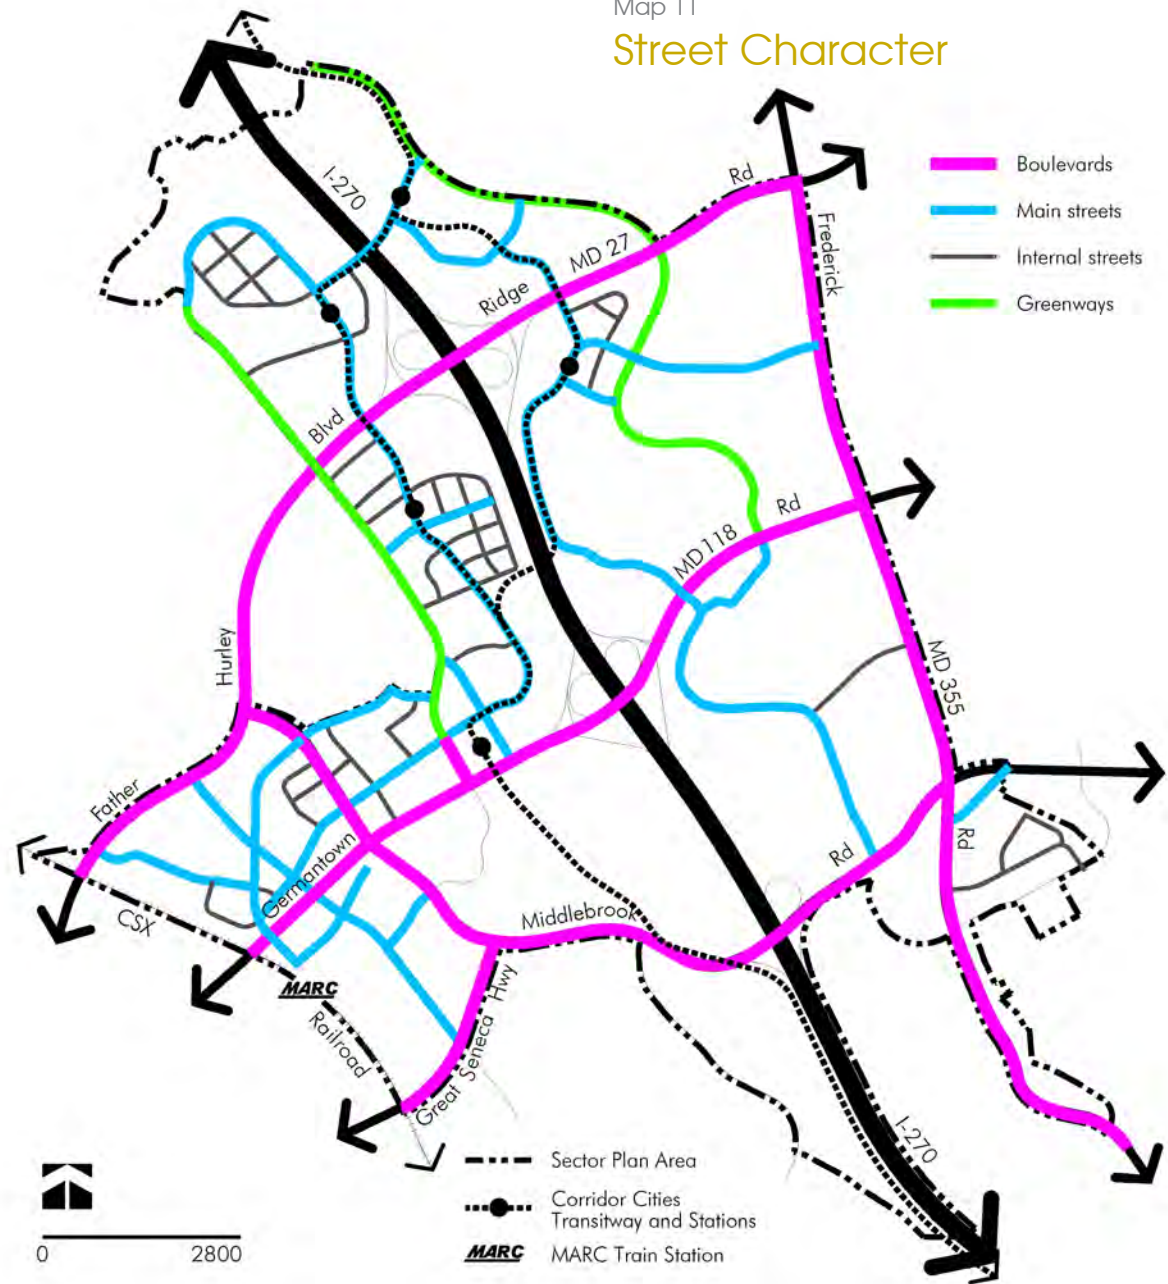 Map 11
Street Character
Boulevards
Main streets
Internal streets
Greenways
I-270
Rd
MD 27
Ridge
Blvd
Frederick
Rd
MD 118
Hurley
MD 355
Father
Rd
Rd
Germantown
CSX
Middlebrook
MARC
Railroad
Great Seneca Hwy
I-270
Sector Plan Area
Corridor Cities
Transitway and Stations
MARC MARC Train Station
0 2800